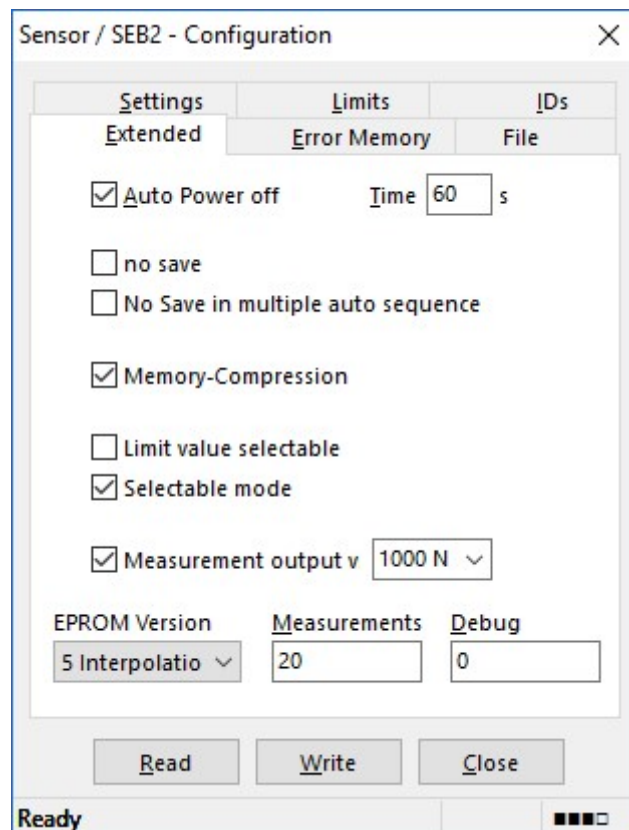 Sensor / SEB2 - Configuration
Settings Limits IDs
Extended Error Memory File
Auto Power off Time 60 s
no save
No Save in multiple auto sequence
Memory-Compression
Limit value selectable
Selectable mode
Measurement output v 1000 N
EPROM Version Measurements Debug
5 Interpolatio 20 0
Read Write Close
Ready